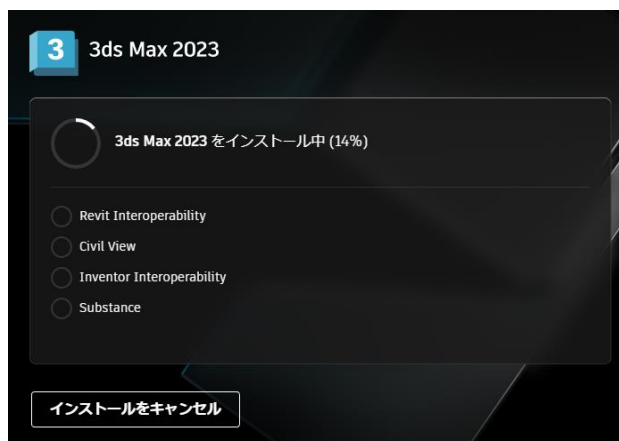 3
3ds Max 2023
3ds Max 2023 をインストール中 (14%)
Revit Interoperability
Civil View
Inventor Interoperability
Substance
インストールをキャンセル